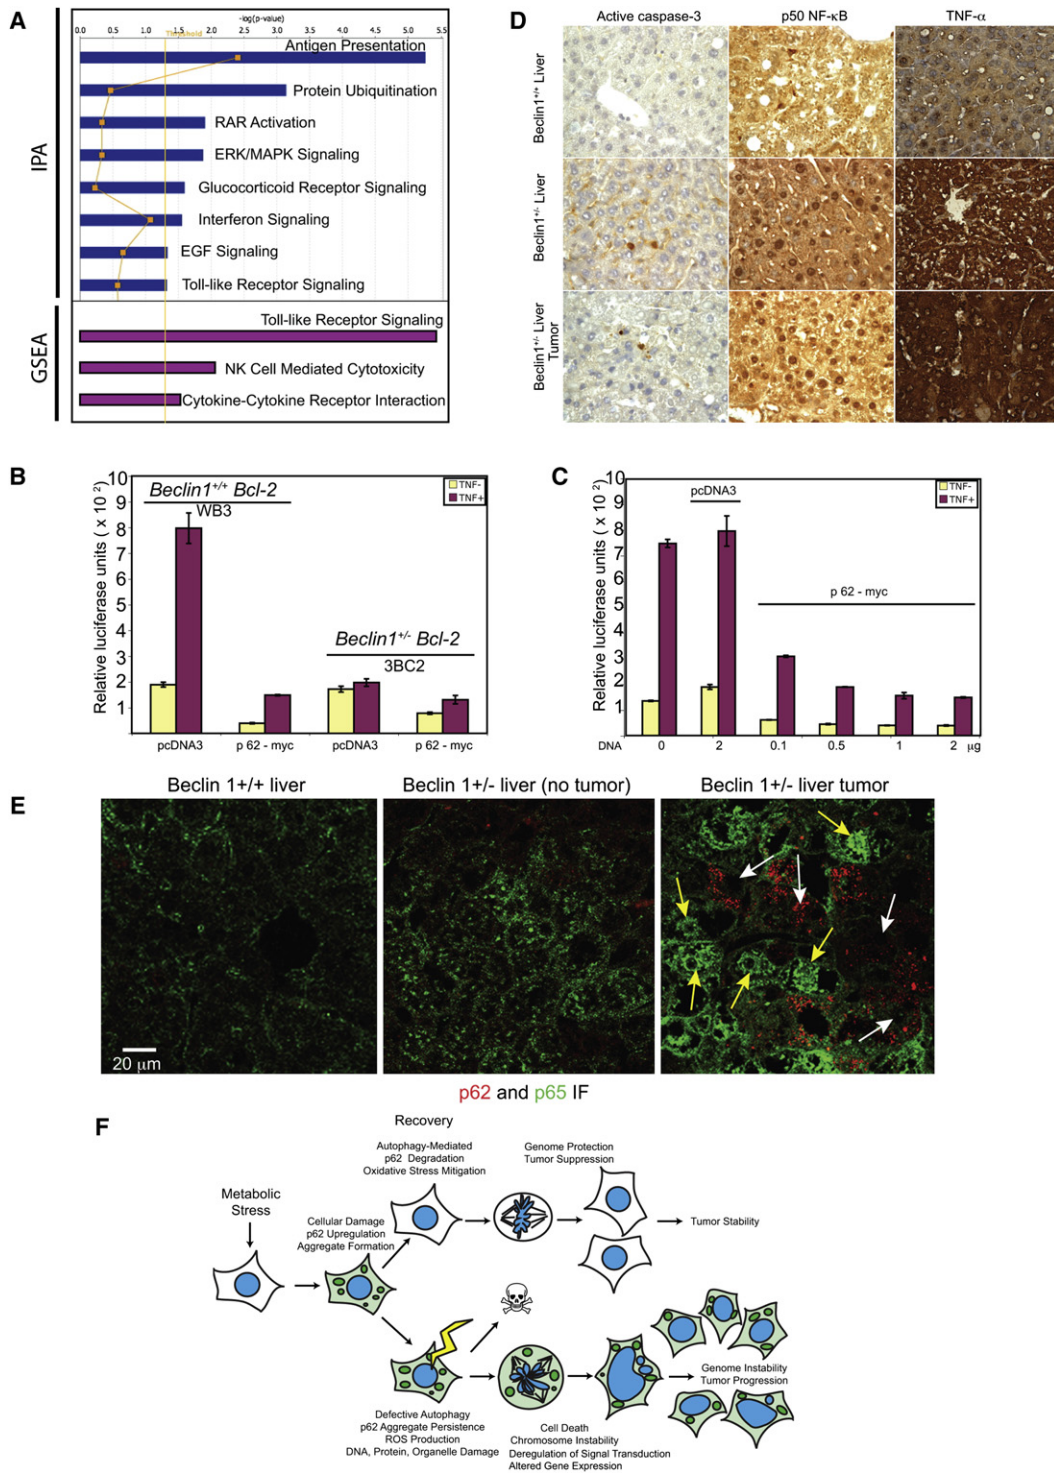 A
IPA
GSEA
-log(p-value)
0.0 0.5 1.0 1.5 2.0 2.5 3.0 3.5 4.0 4.5 5.0 5.5
Threshold
Antigen Presentation
Protein Ubiquitination
RAR Activation
ERK/MAPK Signaling
Glucocorticoid Receptor Signaling
Interferon Signaling
EGF Signaling
Toll-like Receptor Signaling
Toll-like Receptor Signaling
NK Cell Mediated Cytotoxicity
Cytokine-Cytokine Receptor Interaction
D
Active caspase-3 p50 NF-κB TNF-α
Beclin1+/+ Liver
Beclin1+/- Liver
Beclin1+/- Liver
Tumor
B
Relative luciferase units ( x 10 2)
10
9
8
7
6
5
4
3
2
1
Beclin1+/+ Bcl-2
WB3
TNF-
TNF+
Beclin1+/- Bcl-2
3BC2
pcDNA3 p 62 - myc pcDNA3 p 62 - myc
C
Relative luciferase units ( x 10 2)
10
9
8
7
6
5
4
3
2
1
pcDNA3
TNF-
TNF+
p 62 - myc
DNA 0 2 0.1 0.5 1 2 μg
E
Beclin 1+/+ liver Beclin 1+/- liver (no tumor) Beclin 1+/- liver tumor
20 μm
p62 and p65 IF
F
Metabolic
Stress
Cellular Damage
p62 Upregulation
Aggregate Formation
Recovery
Autophagy-Mediated
p62 Degradation
Oxidative Stress Mitigation
Genome Protection
Tumor Suppression
Tumor Stability
Defective Autophagy
p62 Aggregate Persistence
ROS Production
DNA, Protein, Organelle Damage
Cell Death
Chromosome Instability
Deregulation of Signal Transduction
Altered Gene Expression
Genome Instability
Tumor Progression